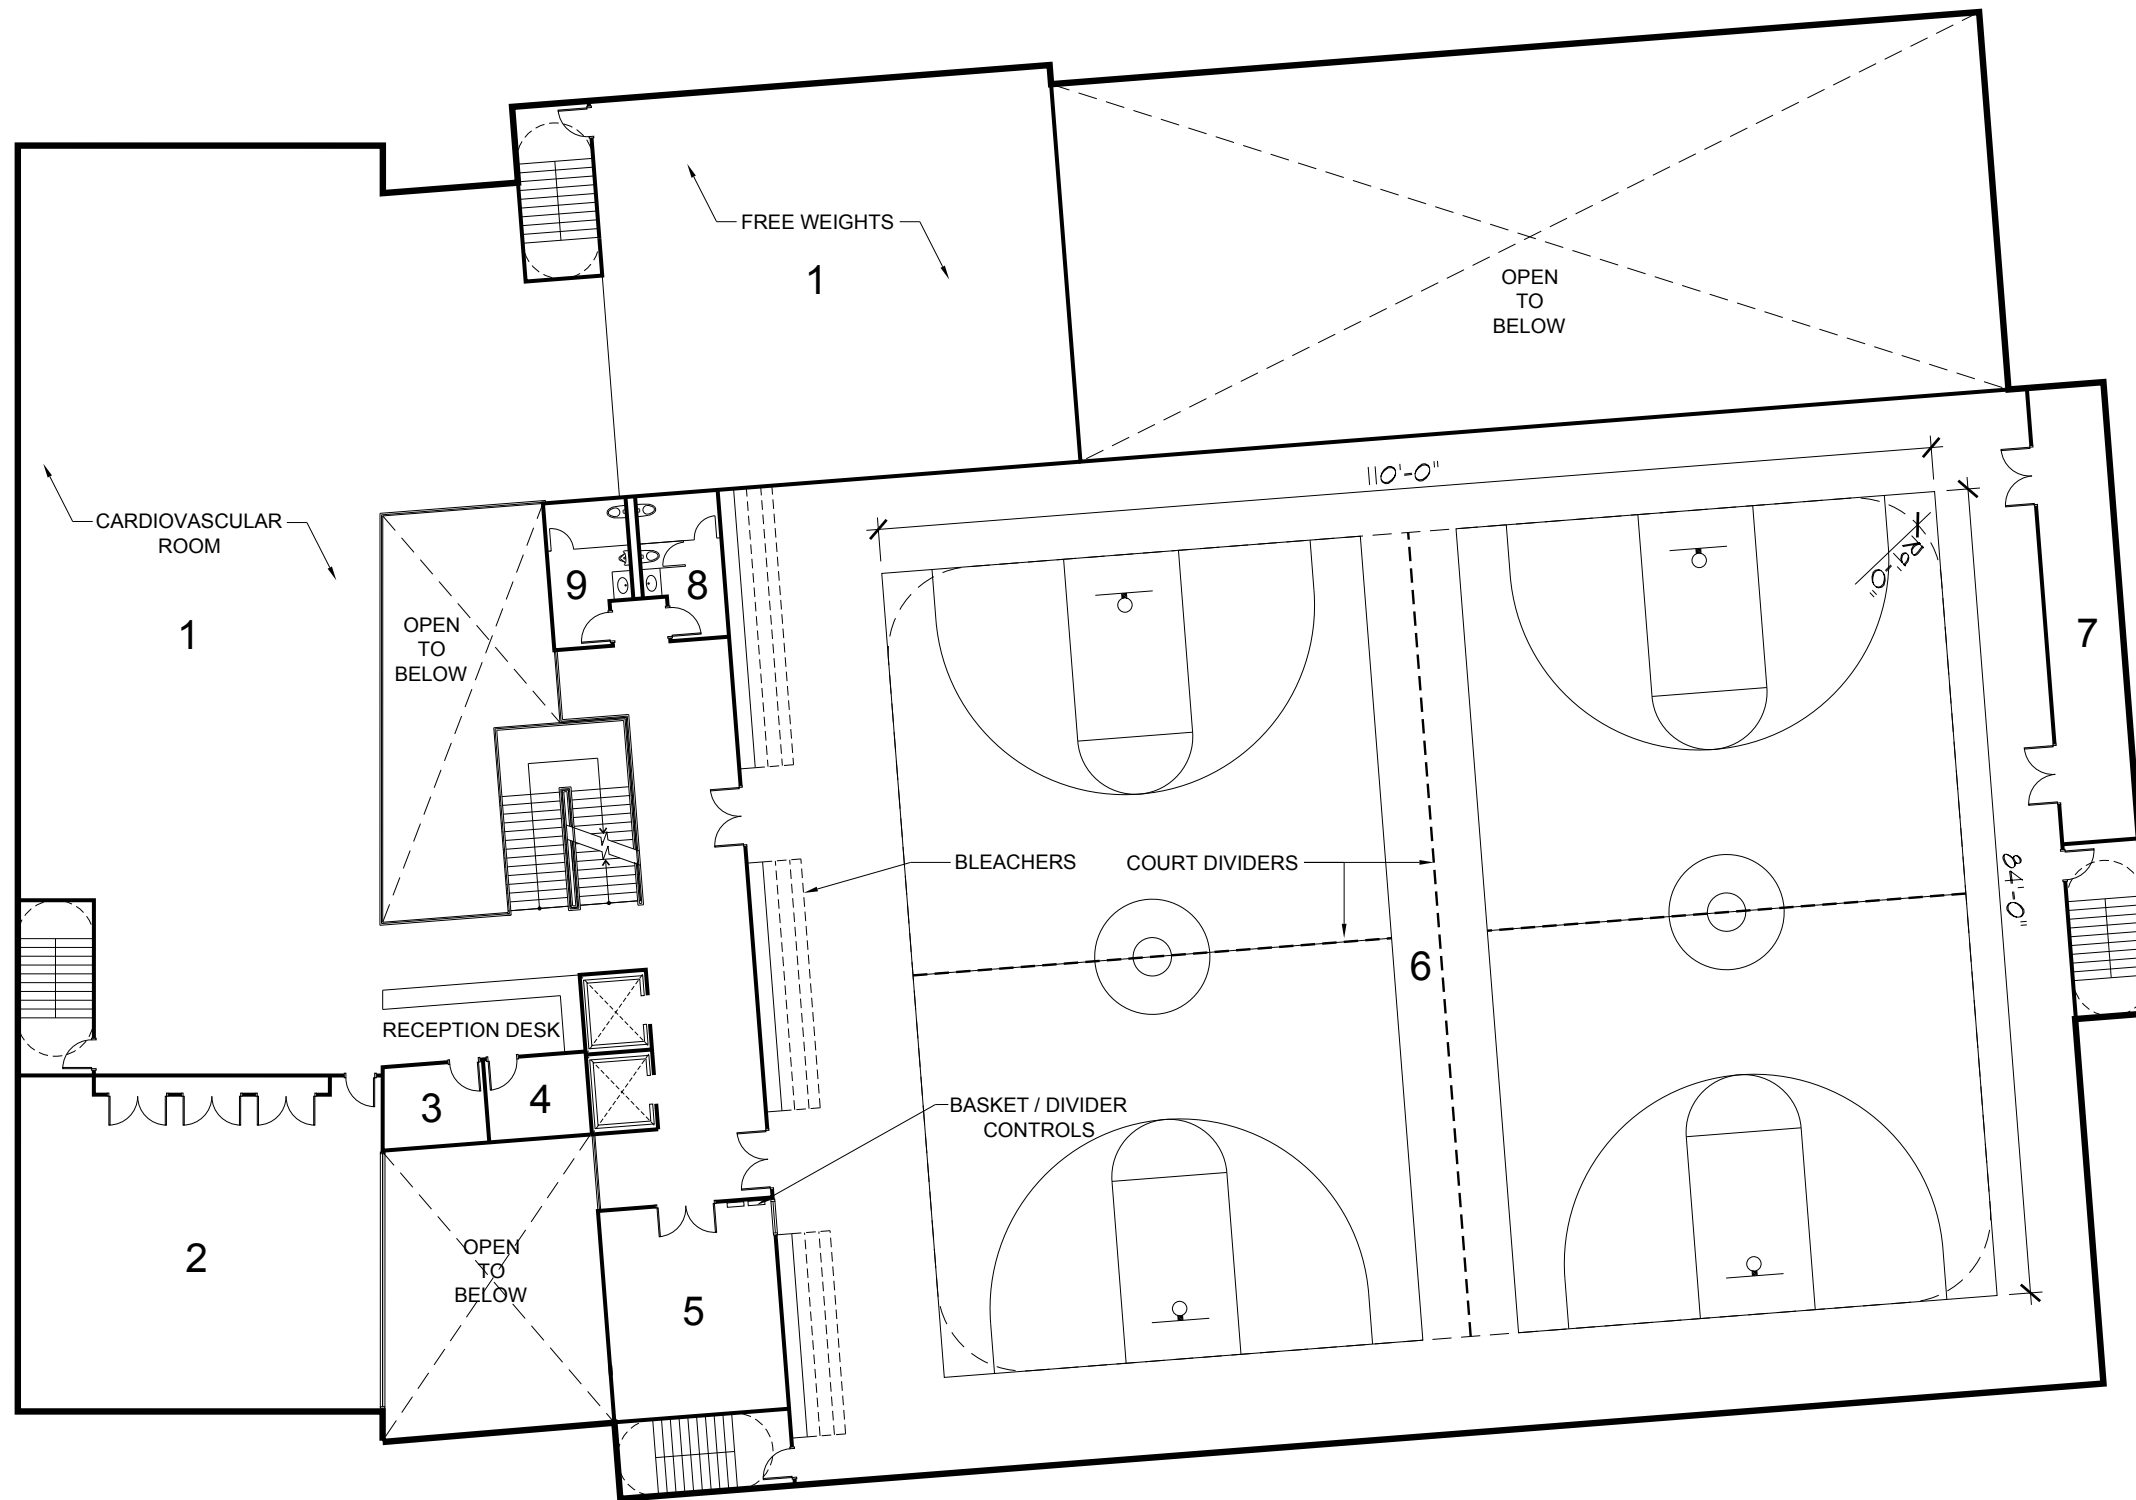 FREE WEIGHTS
1
OPEN
TO
BELOW
110'-0"
CARDIOVASCULAR
ROOM
1
OPEN
TO
BELOW
9
8
7
84'-0"
BLEACHERS
COURT DIVIDERS
6
RECEPTION DESK
3
4
BASKET / DIVIDER
CONTROLS
2
OPEN
TO
BELOW
5